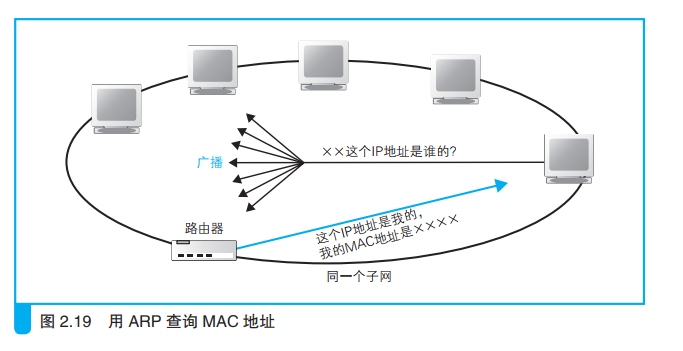 ××这个IP地址是谁的?
广播
路由器
这个IP地址是我的，
我的MAC地址是××××
同一个子网
图 2.19 用 ARP 查询 MAC 地址